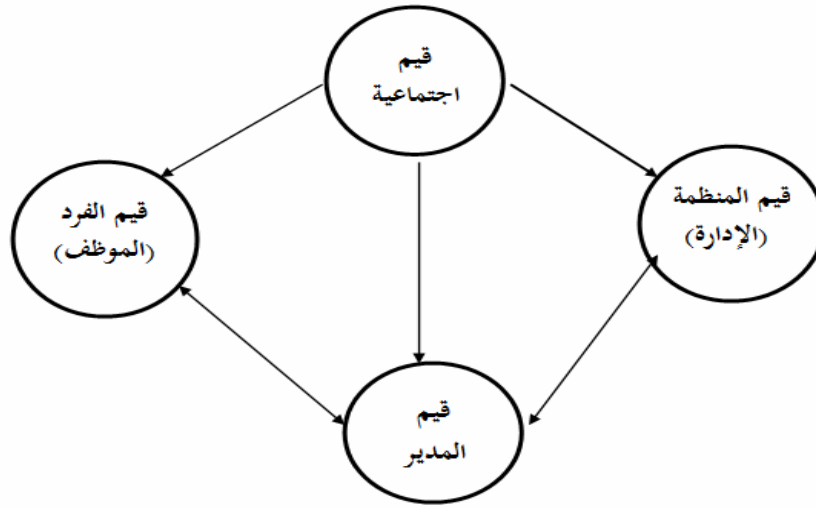 قيم
اجتماعية
قيم المنظمة
(الإدارة)
قيم الفرد
(الموظف)
قيم
المدير